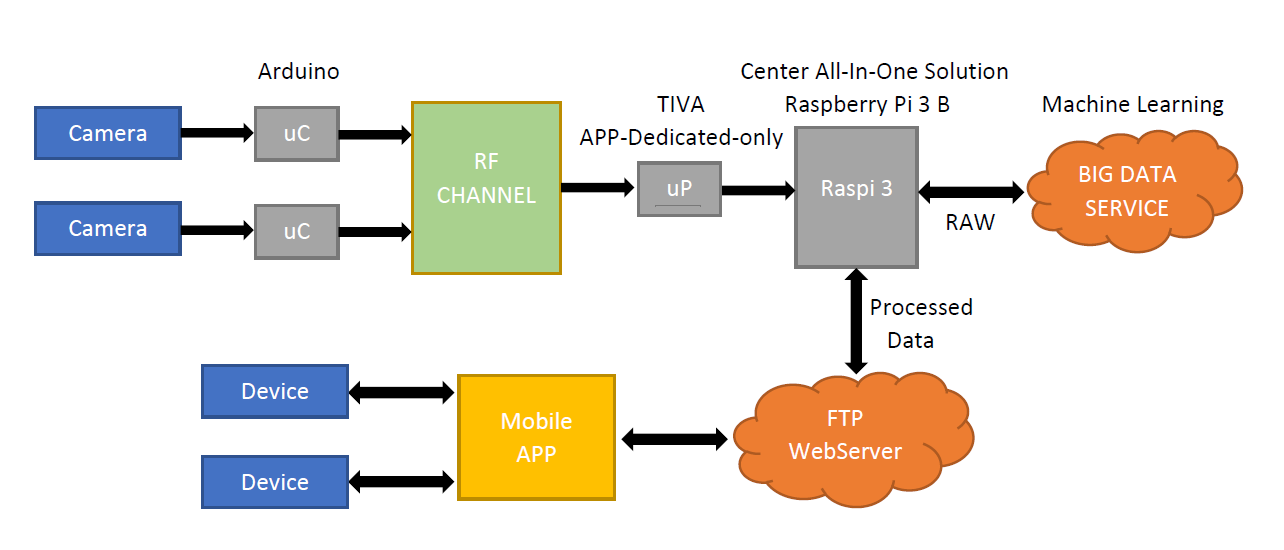 Arduino
Center All-In-One Solution
TIVA
Raspberry Pi 3 B
Machine Learning
APP-Dedicated-only
Camera
uC
RF
CHANNEL
uP
Raspi 3
BIG DATA
SERVICE
RAW
Camera
uC
Processed
Data
Device
Mobile
APP
FTP
WebServer
Device